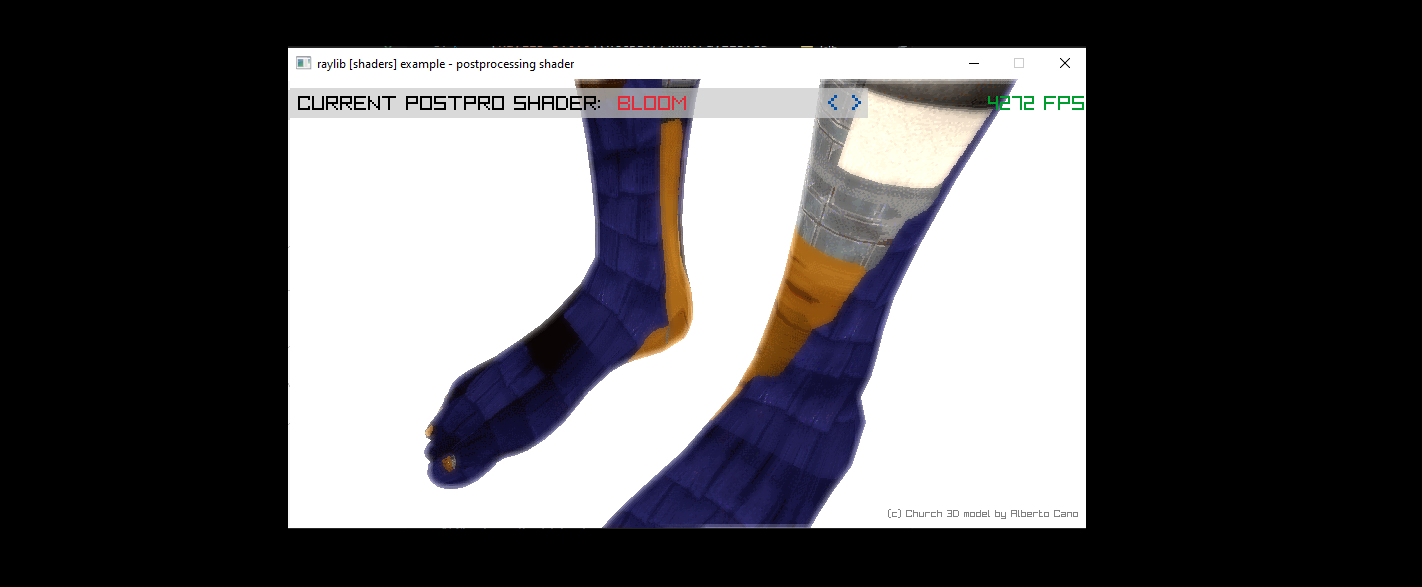 raylib [shaders] example - postprocessing shader
CURRENT POSTPRO SHADER: BLOOM < > 4272 FPS
(c) Church 3D model by Alberto Cano